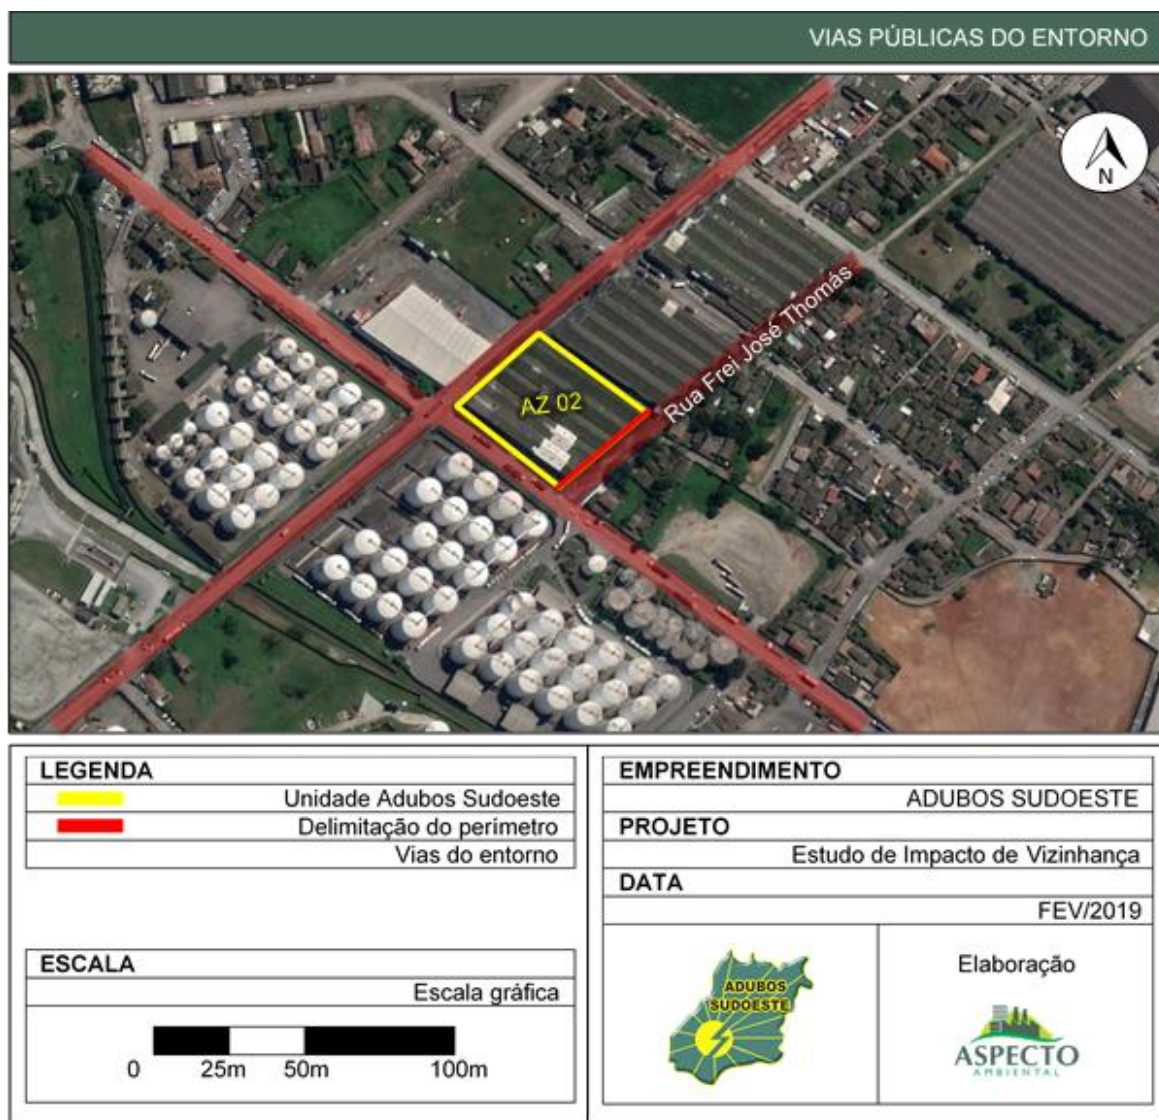 VIAS PÚBLICAS DO ENTORNO
N
Rua Frei José Thomás
AZ 02
LEGENDA
Unidade Adubos Sudoeste
Delimitação do perímetro
Vias do entorno
ESCALA
Escala gráfica
0 25m 50m 100m
EMPREENDIMENTO
ADUBOS SUDOESTE
PROJETO
Estudo de Impacto de Vizinhança
DATA
FEV/2019
ADUBOS
SUDOESTE
Elaboração
ASPECTO
AMBIENTAL